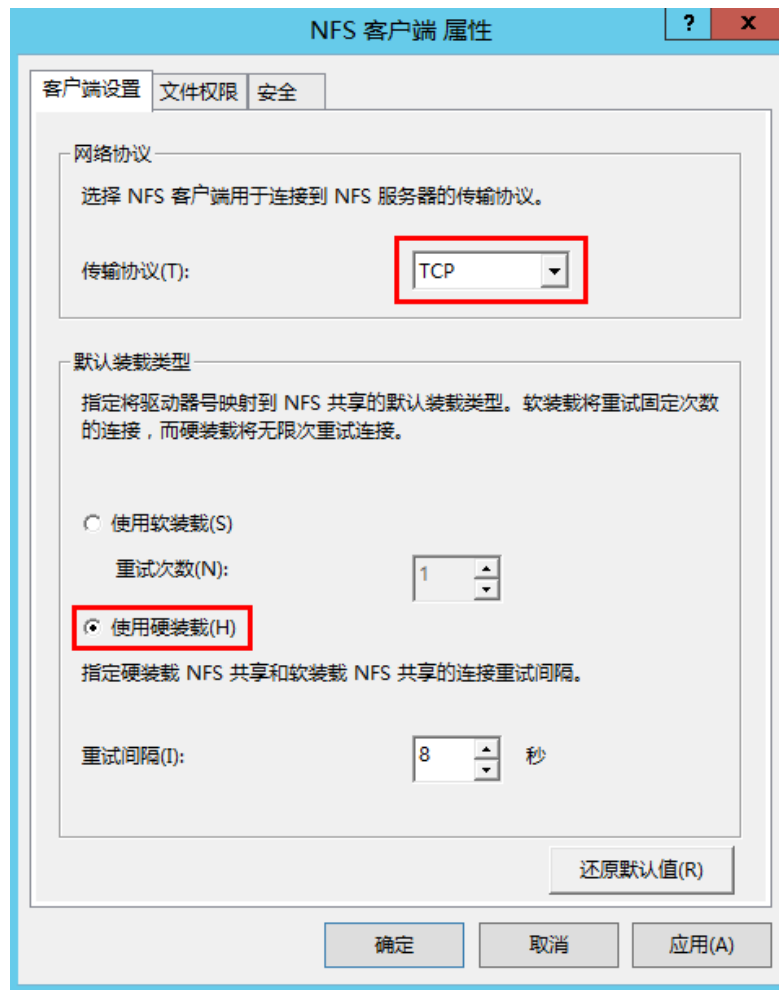 NFS 客户端 属性
? x
客户端设置 文件权限 安全
网络协议
选择 NFS 客户端用于连接到 NFS 服务器的传输协议。
传输协议(T): TCP
默认装载类型
指定将驱动器号映射到 NFS 共享的默认装载类型。软装载将重试固定次数
的连接，而硬装载将无限次重试连接。
使用软装载(S)
重试次数(N): 1
使用硬装载(H)
指定硬装载 NFS 共享和软装载 NFS 共享的连接重试间隔。
重试间隔(I): 8 秒
还原默认值(R)
确定 取消 应用(A)